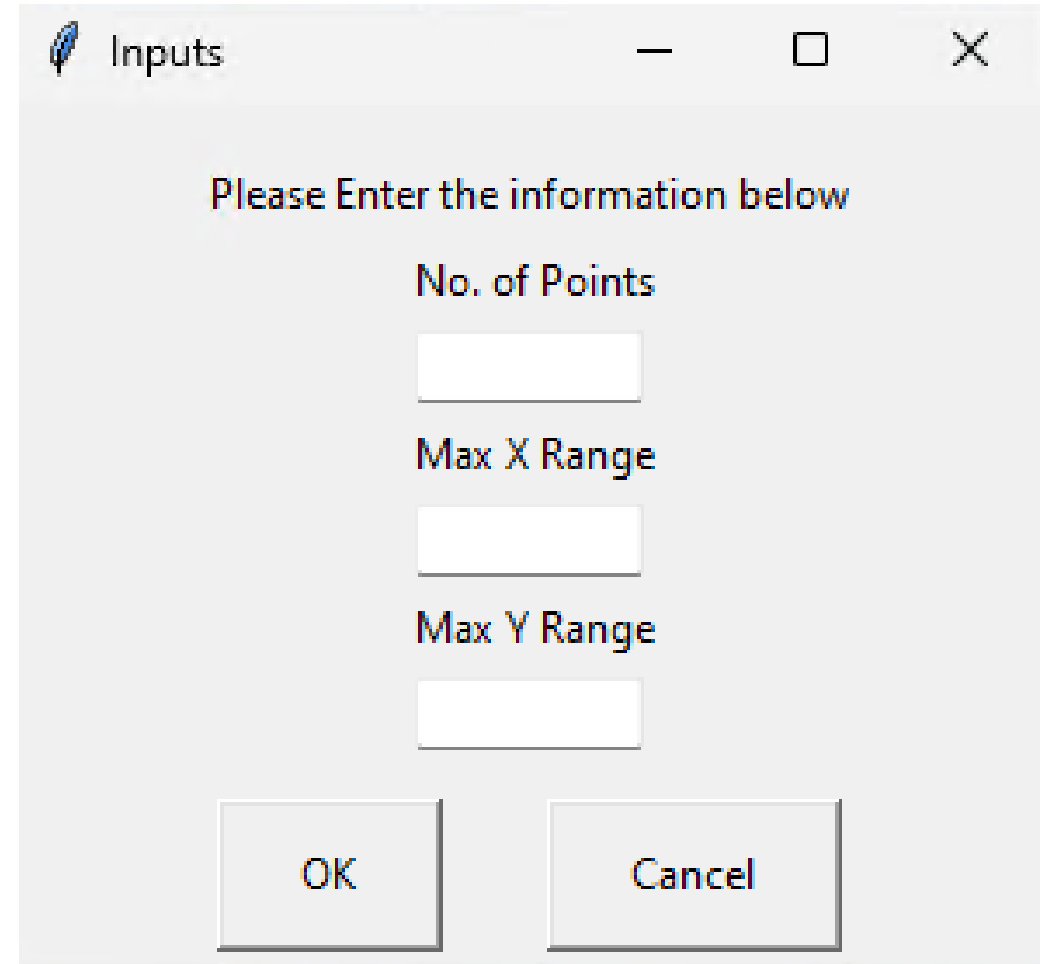 Inputs
Please Enter the information below
No. of Points
Max X Range
Max Y Range
OK Cancel